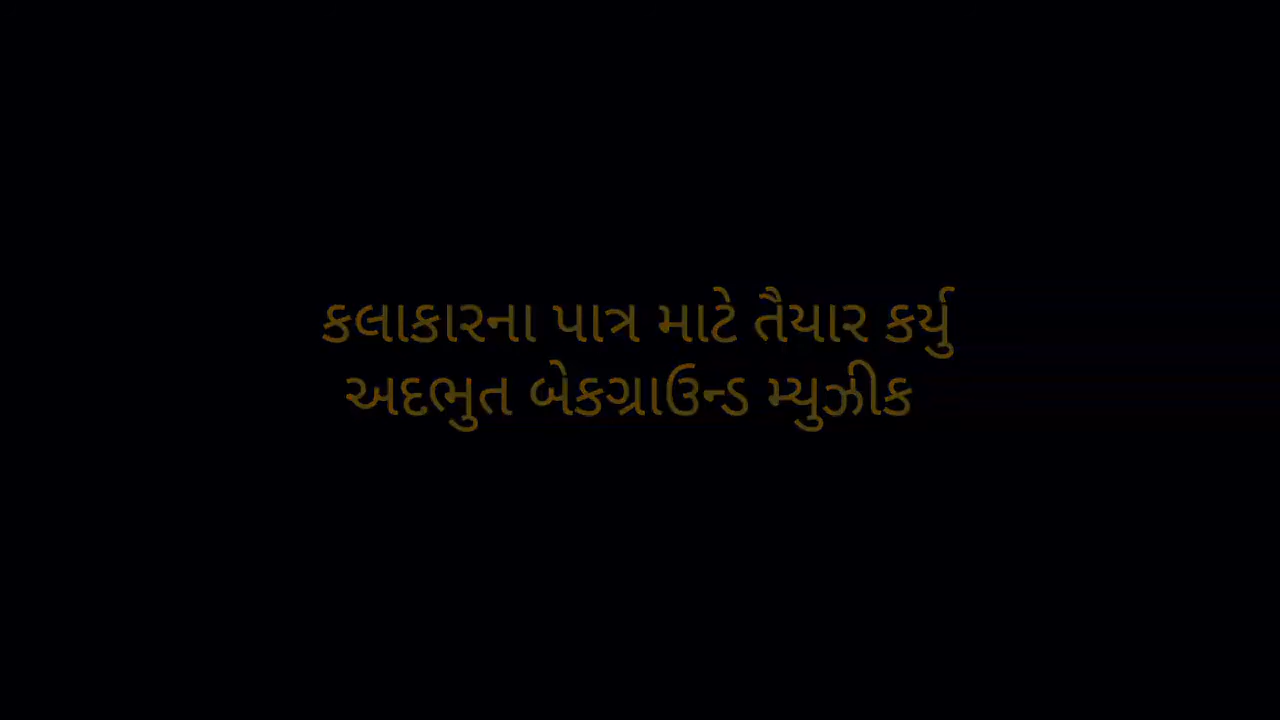 કલાકારના પાત્ર માટે તૈયાર કર્યુ
અદભુત બેકગ્રાઉન્ડ મ્યુઝીક